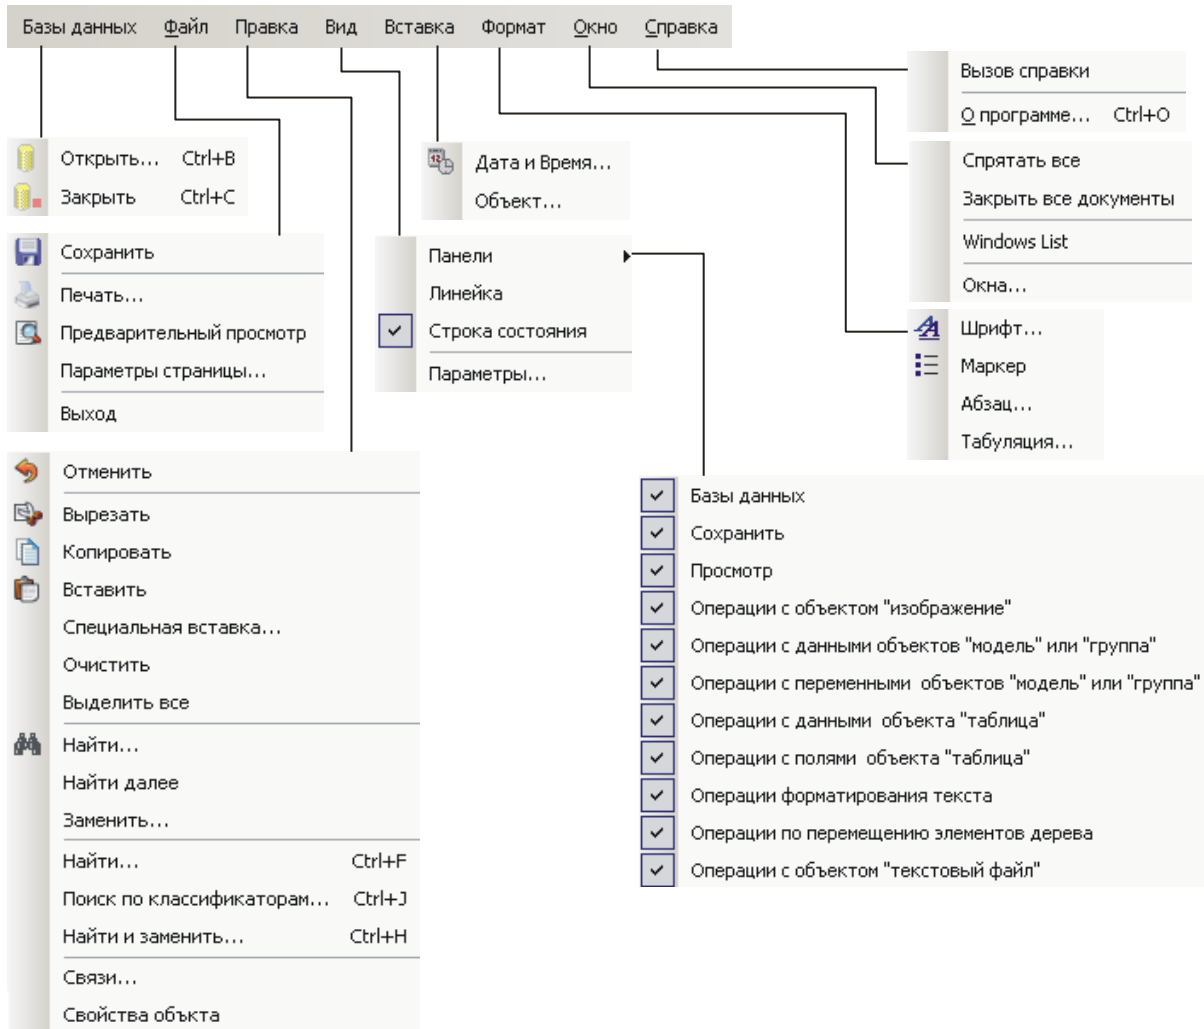 Базы данных Файл Правка Вид Вставка Формат Окно Справка
Открыть... Ctrl+B
Закрыть Ctrl+C
Сохранить
Печать...
Предварительный просмотр
Параметры страницы...
Выход
Отменить
Вырезать
Копировать
Вставить
Специальная вставка...
Очистить
Выделить все
Найти...
Найти далее
Заменить...
Найти... Ctrl+F
Поиск по классификаторам... Ctrl+J
Найти и заменить... Ctrl+H
Связи...
Свойства объкта
Панели
Линейка
Строка состояния
Параметры...
Дата и Время...
Объект...
Вызов справки
О программе... Ctrl+O
Спрятать все
Закрыть все документы
Windows List
Окна...
Шрифт...
Маркер
Абзац...
Табуляция...
Базы данных
Сохранить
Просмотр
Операции с объектом "изображение"
Операции с данными объектов "модель" или "группа"
Операции с переменными объектов "модель" или "группа"
Операции с данными объекта "таблица"
Операции с полями объекта "таблица"
Операции форматирования текста
Операции по перемещению элементов дерева
Операции с объектом "текстовый файл"